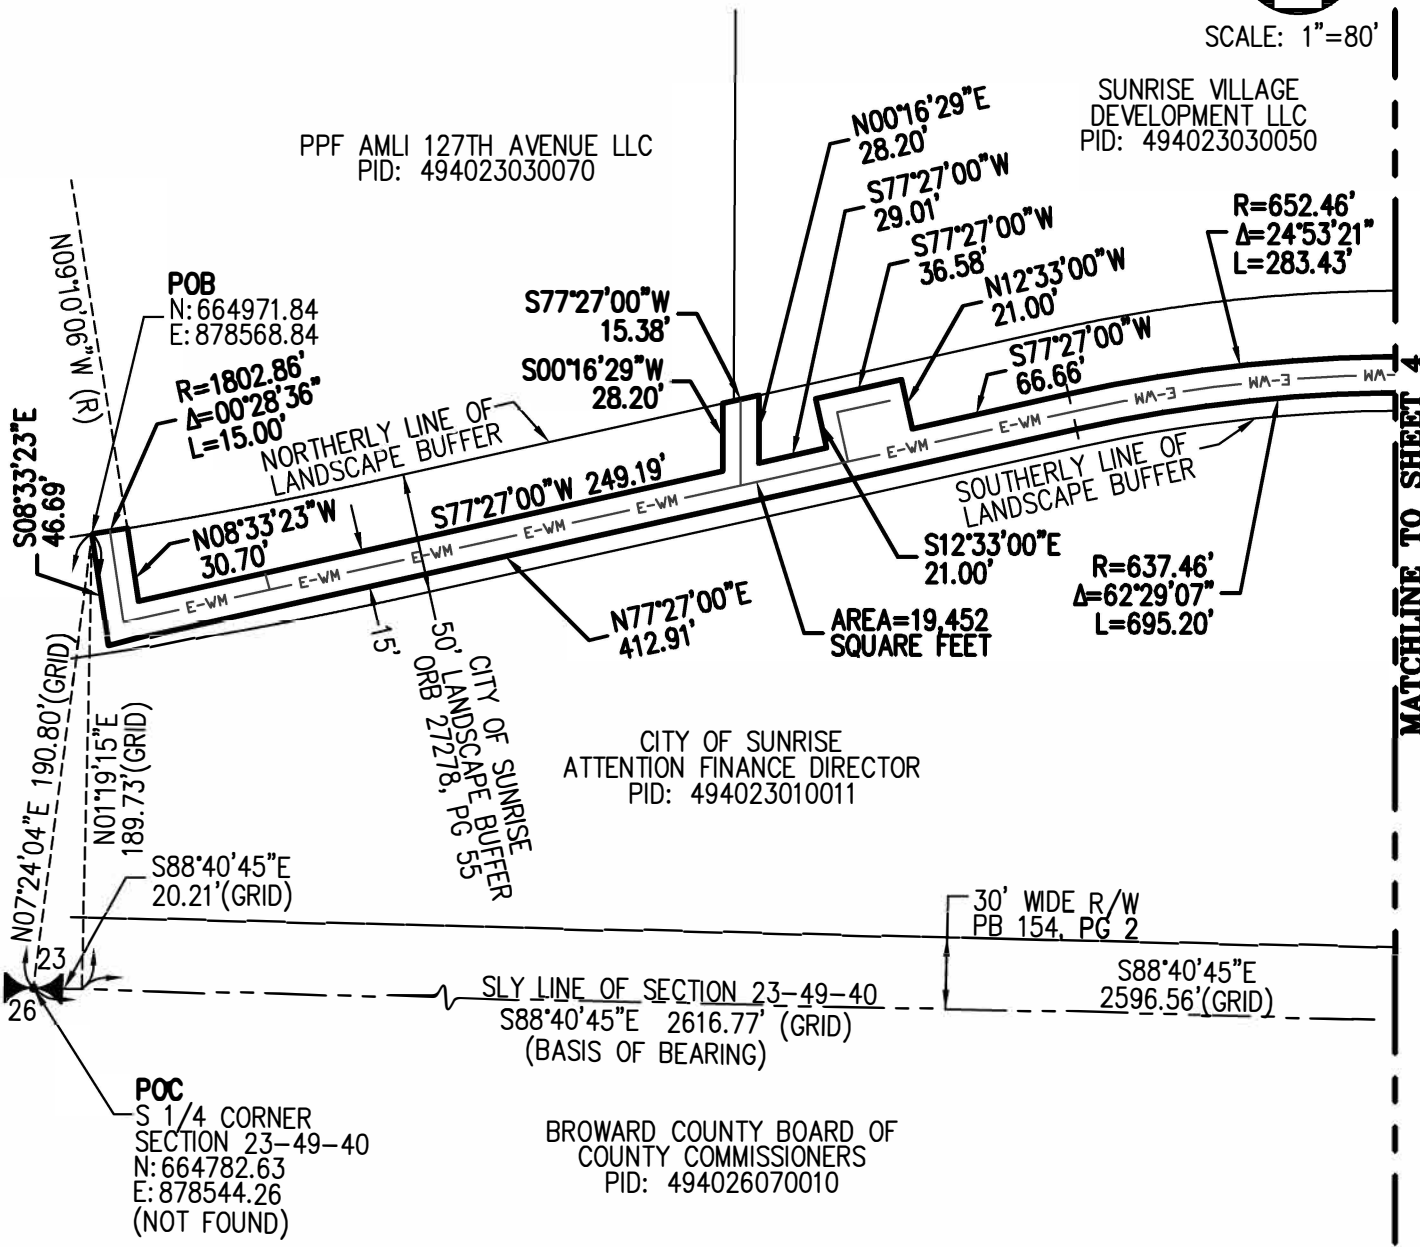 SCALE: 1"=80'
SUNRISE VILLAGE
DEVELOPMENT LLC
PID: 494023030050
PPF AMLI 127TH AVENUE LLC
PID: 494023030070
N00°16'29"E
28.20'
S77°27'00"W
29.01'
S77°27'00"W
36.58'
N12°33'00"W
21.00'
S77°27'00"W
66.66'
R=652.46'
Δ=24°53'21"
L=283.43'
N09°10'06"W (R)
POB
N: 664971.84
E: 878568.84
R=1802.86'
Δ=00°28'36"
L=15.00'
S77°27'00"W
15.38'
S00°16'29"W
28.20'
NORTHERLY LINE OF
LANDSCAPE BUFFER
S08°33'23"E
46.69'
N08°33'23"W
30.70'
S77°27'00"W 249.19'
E-WM
E-WM
E-WM
E-WM
E-WM
E-WM
E-WM
E-WM
WM-E
WM-E
WM-
SOUTHERLY LINE OF
LANDSCAPE BUFFER
S12°33'00"E
21.00'
R=637.46'
Δ=62°29'07"
L=695.20'
N77°27'00"E
412.91'
AREA=19,452
SQUARE FEET
MATCHLINE TO SHEET 4
15'
50'
CITY OF SUNRISE
LANDSCAPE BUFFER
ORB 27278, PG 55
N07°24'04"E 190.80'(GRID)
N01°19'15"E
189.73'(GRID)
CITY OF SUNRISE
ATTENTION FINANCE DIRECTOR
PID: 494023010011
S88°40'45"E
20.21'(GRID)
30' WIDE R/W
PB 154, PG 2
23
26
SLY LINE OF SECTION 23-49-40
S88°40'45"E 2616.77' (GRID)
(BASIS OF BEARING)
S88°40'45"E
2596.56'(GRID)
POC
S 1/4 CORNER
SECTION 23-49-40
N: 664782.63
E: 878544.26
(NOT FOUND)
BROWARD COUNTY BOARD OF
COUNTY COMMISSIONERS
PID: 494026070010